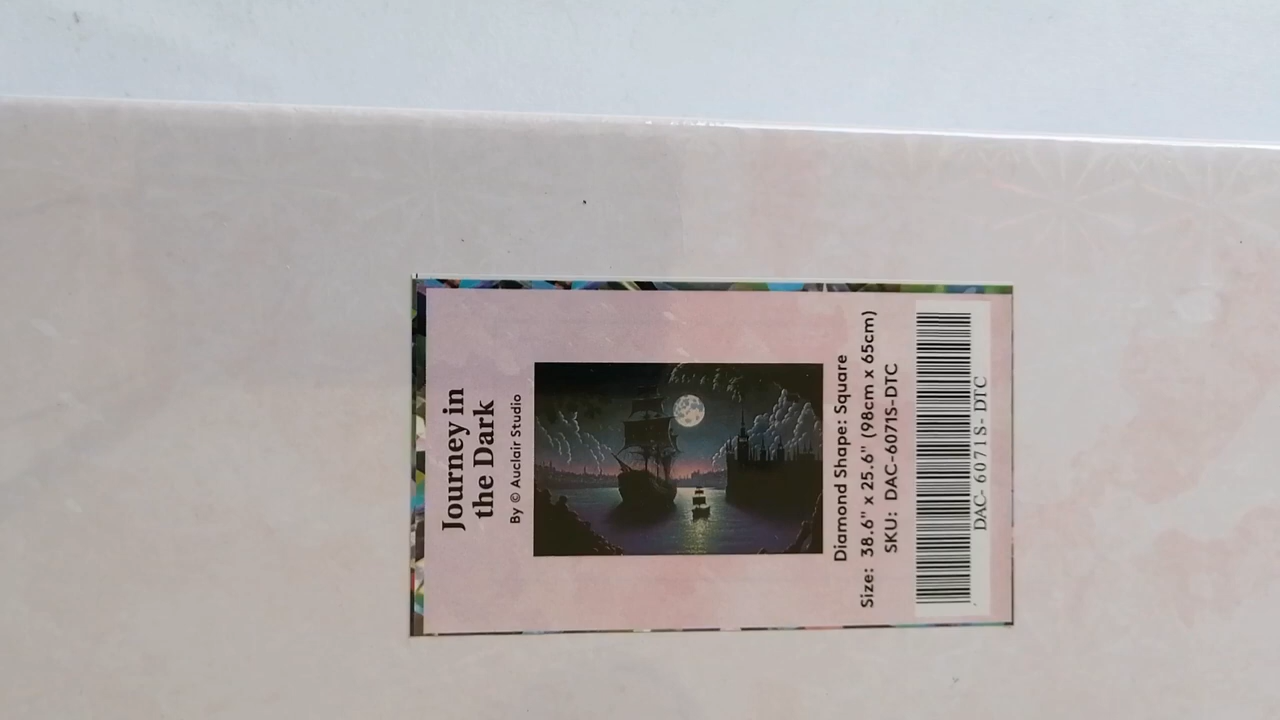 Journey in
the Dark
By © Auclair Studio
Diamond Shape: Square
Size: 38.6" x 25.6" (98cm x 65cm)
SKU: DAC-6071S-DTC
DAC- 6071S- DTC